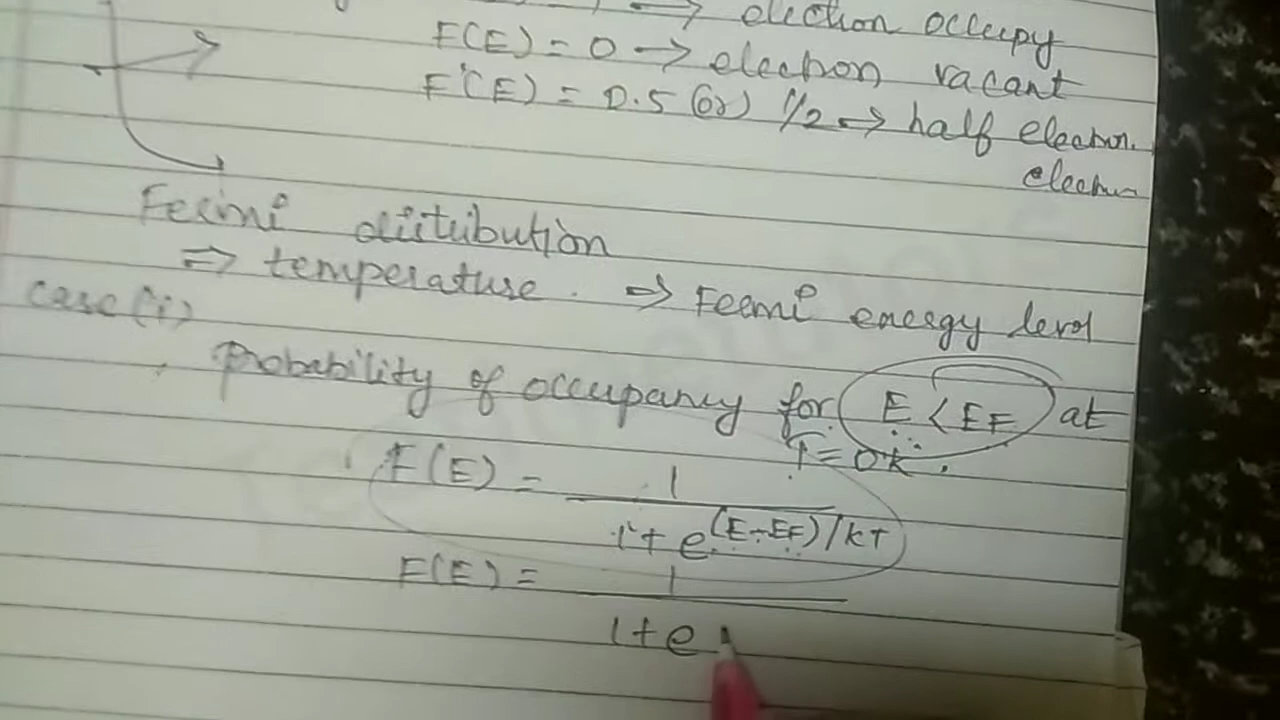 ⇒ election occupy
F(E) = 0 → electron vacant
F(E) = 0.5 (or) 1/2 → half electron.
electron
Fermi distribution
⇒ temperature. ⇒ Fermi energy level
case (i)
Probability of occupancy for E < EF at
T = 0K.
F(E) = 1
1 + e(E-EF)/kT
F(E) = 1
1 + e